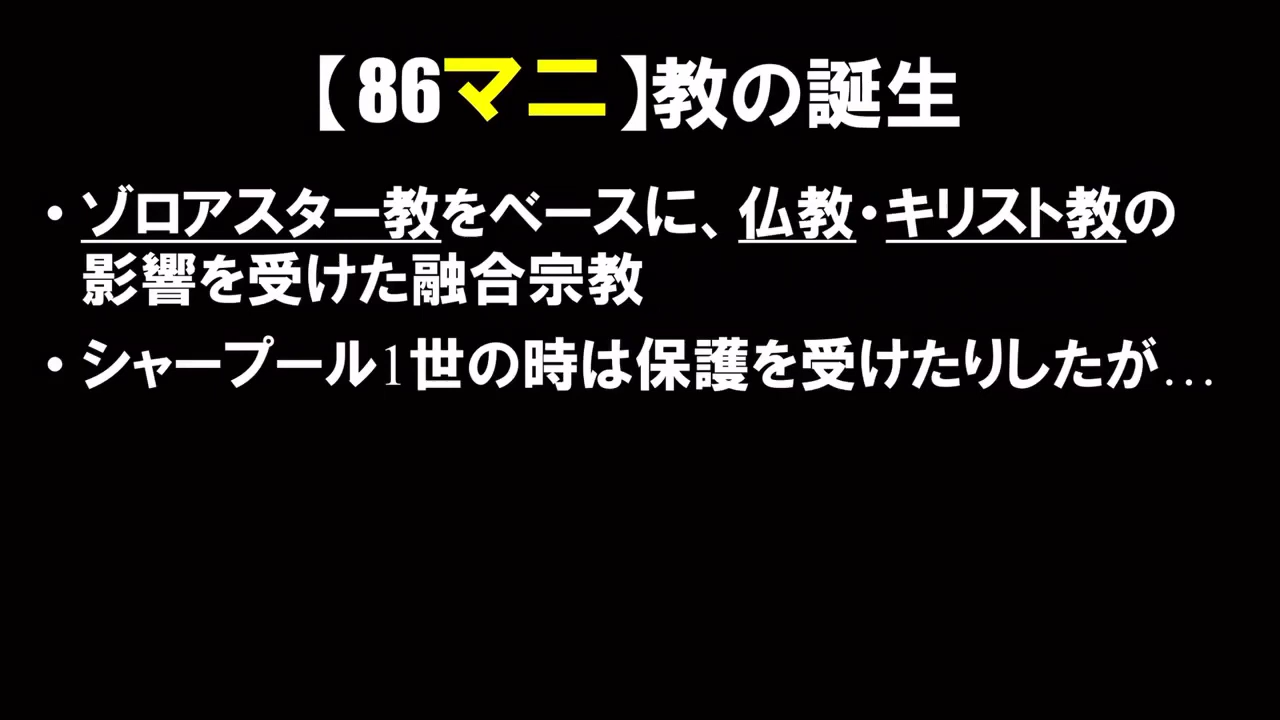 【86マニ】教の誕生
• ゾロアスター教をベースに、仏教・キリスト教の
影響を受けた融合宗教
• シャープール1世の時は保護を受けたりしたが…